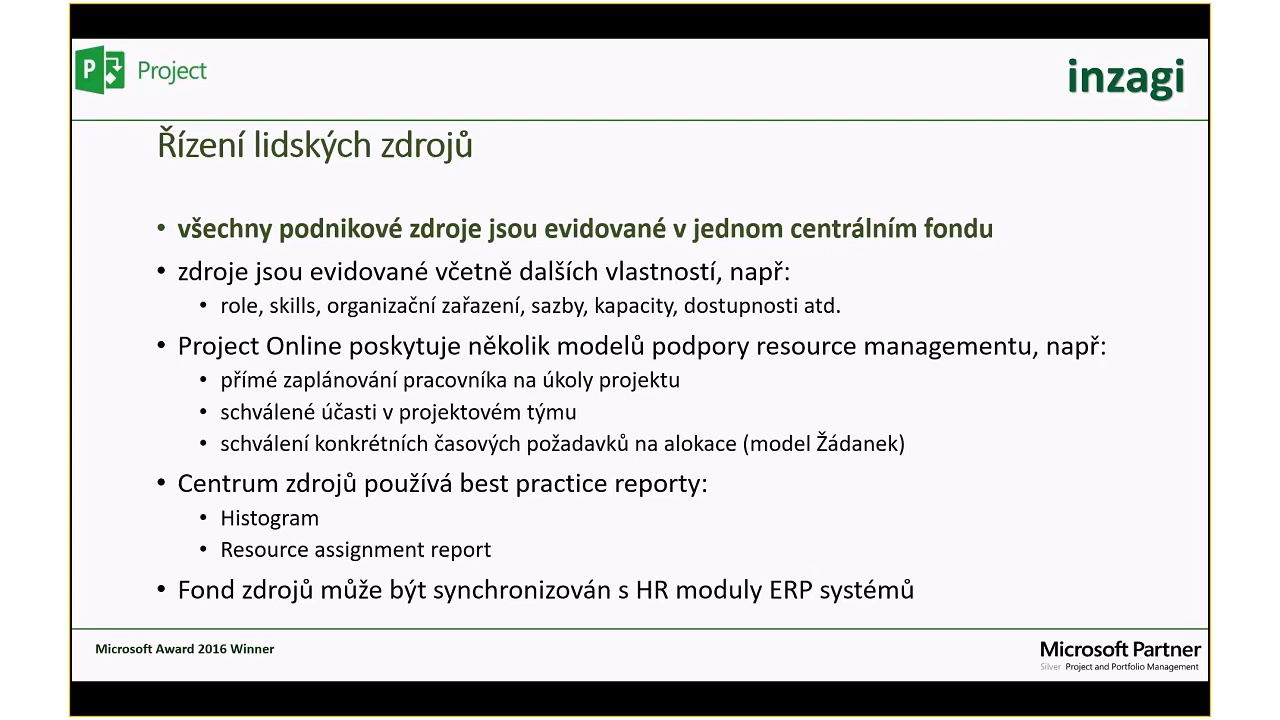 P Project
inzagi
Řízení lidských zdrojů
• všechny podnikové zdroje jsou evidované v jednom centrálním fondu
• zdroje jsou evidované včetně dalších vlastností, např:
• role, skills, organizační zařazení, sazby, kapacity, dostupnosti atd.
• Project Online poskytuje několik modelů podpory resource managementu, např:
• přímé zaplánování pracovníka na úkoly projektu
• schválené účasti v projektovém týmu
• schválení konkrétních časových požadavků na alokace (model Žádanek)
• Centrum zdrojů používá best practice reporty:
• Histogram
• Resource assignment report
• Fond zdrojů může být synchronizován s HR moduly ERP systémů
Microsoft Award 2016 Winner
Microsoft Partner
Silver Project and Portfolio Management